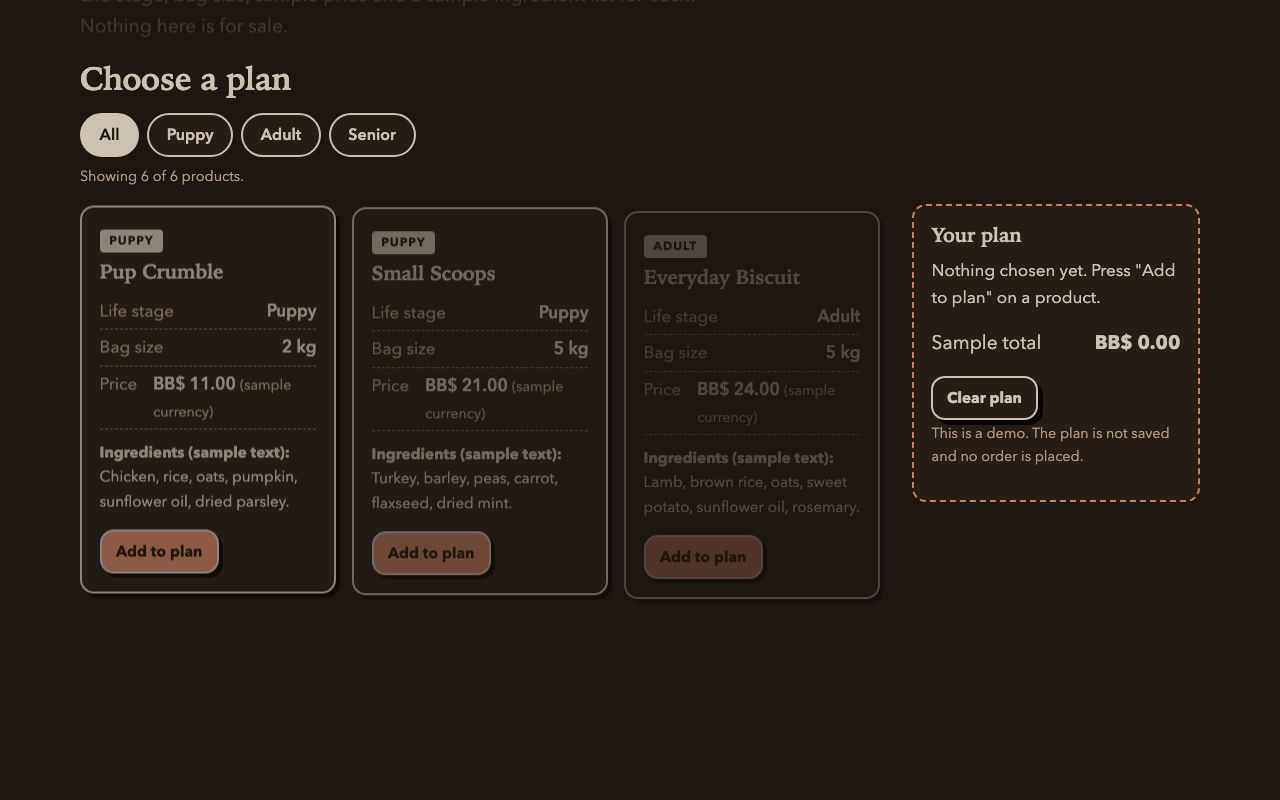 Nothing here is for sale.
Choose a plan
All
Puppy
Adult
Senior
Showing 6 of 6 products.
PUPPY
Pup Crumble
Life stage Puppy
Bag size 2 kg
Price BB$ 11.00 (sample
currency)
Ingredients (sample text):
Chicken, rice, oats, pumpkin,
sunflower oil, dried parsley.
Add to plan
PUPPY
Small Scoops
Life stage Puppy
Bag size 5 kg
Price BB$ 21.00 (sample
currency)
Ingredients (sample text):
Turkey, barley, peas, carrot,
flaxseed, dried mint.
Add to plan
ADULT
Everyday Biscuit
Life stage Adult
Bag size 5 kg
Price BB$ 24.00 (sample
currency)
Ingredients (sample text):
Lamb, brown rice, oats, sweet
potato, sunflower oil, rosemary.
Add to plan
Your plan
Nothing chosen yet. Press "Add
to plan" on a product.
Sample total BB$ 0.00
Clear plan
This is a demo. The plan is not saved
and no order is placed.